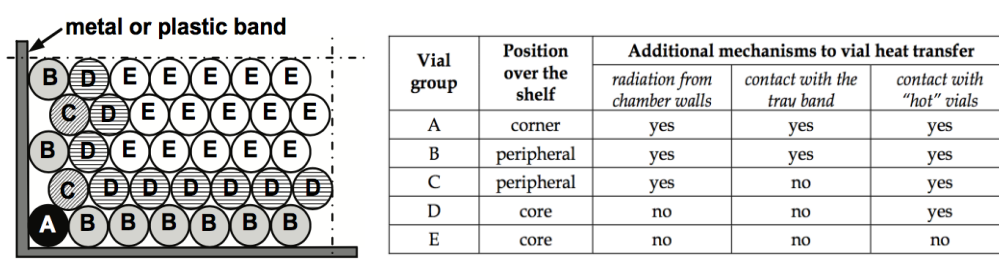 metal or plastic band
B D E E E E E
C D E E E E E
B D E E E E E
C D D D D D D
A B B B B B B
Vial group
Position over the shelf
Additional mechanisms to vial heat transfer
radiation from chamber walls
contact with the tray band
contact with "hot" vials
A corner yes yes yes
B peripheral yes yes yes
C peripheral yes no yes
D core no no yes
E core no no no